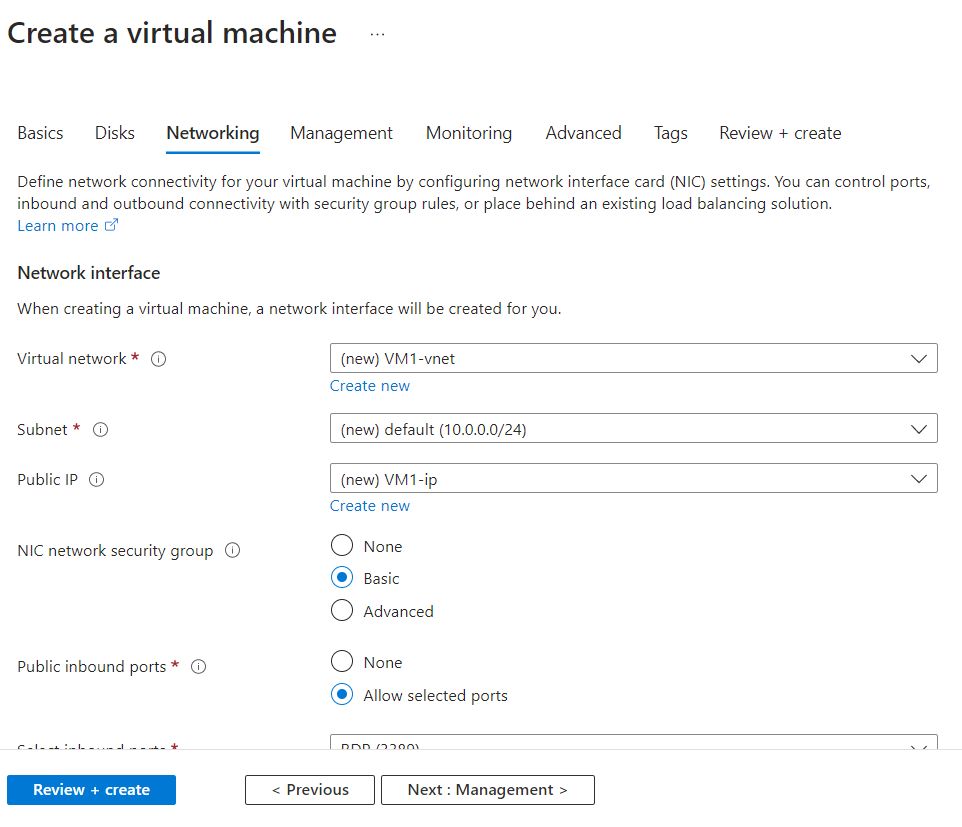 Create a virtual machine ...
Basics Disks Networking Management Monitoring Advanced Tags Review + create
Define network connectivity for your virtual machine by configuring network interface card (NIC) settings. You can control ports,
inbound and outbound connectivity with security group rules, or place behind an existing load balancing solution.
Learn more
Network interface
When creating a virtual machine, a network interface will be created for you.
Virtual network * (new) VM1-vnet
Create new
Subnet * (new) default (10.0.0.0/24)
Public IP (new) VM1-ip
Create new
NIC network security group
None
Basic
Advanced
Public inbound ports *
None
Allow selected ports
Select inbound ports * RDP (3389)
Review + create < Previous Next : Management >